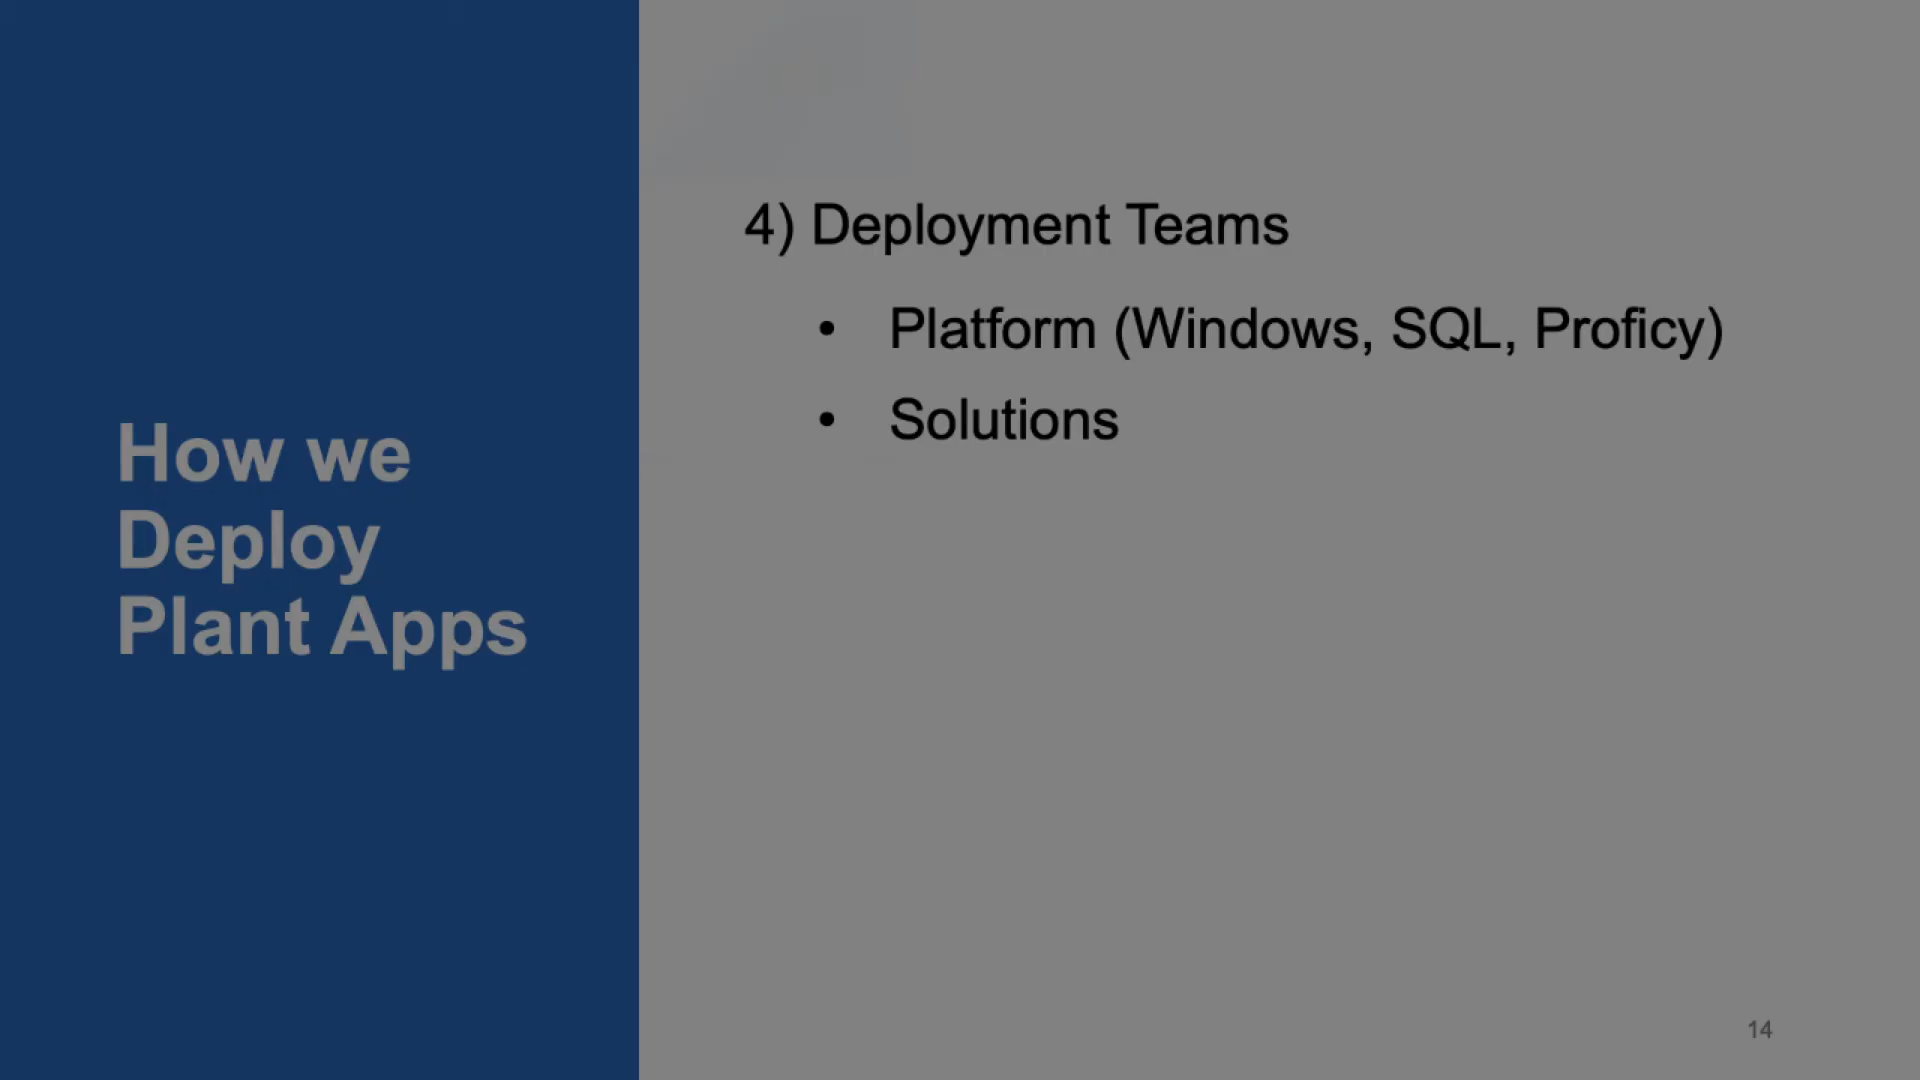 How we
Deploy
Plant Apps
4) Deployment Teams
• Platform (Windows, SQL, Proficy)
• Solutions
14